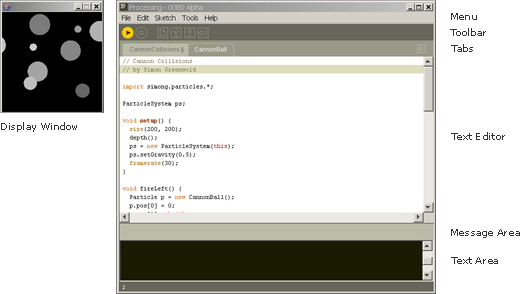 Processing - 0080 Alpha
File Edit Sketch Tools Help
CannonCollisions § CannonBall
// Cannon Collisions
// by Simon Greenwold
import simong.particles.*;
ParticleSystem ps;
void setup() {
size(200, 200);
depth();
ps = new ParticleSystem(this);
ps.setGravity(0.5);
framerate(30);
}
void fireLeft() {
Particle p = new CannonBall();
p.pos[0] = 0;
2
Display Window
Menu
Toolbar
Tabs
Text Editor
Message Area
Text Area